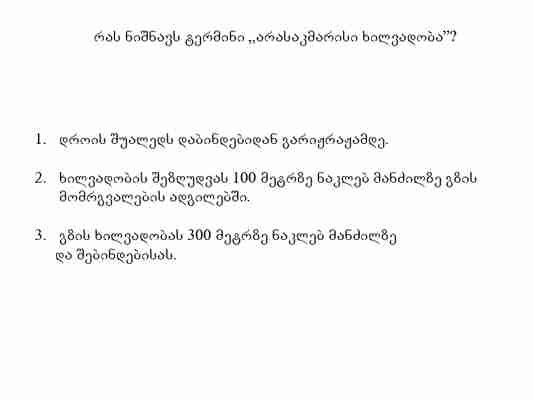 რას ნიშნავს ტერმინი ,,არასაკმარისი ხილვადობა”?
1. დროის შუალედს დაბინდებიდან გარიჟრაჟამდე.
2. ხილვადობის შეზღუდვას 100 მეტრზე ნაკლებ მანძილზე გზის
მომრგვალების ადგილებში.
3. გზის ხილვადობას 300 მეტრზე ნაკლებ მანძილზე
და შებინდებისას.